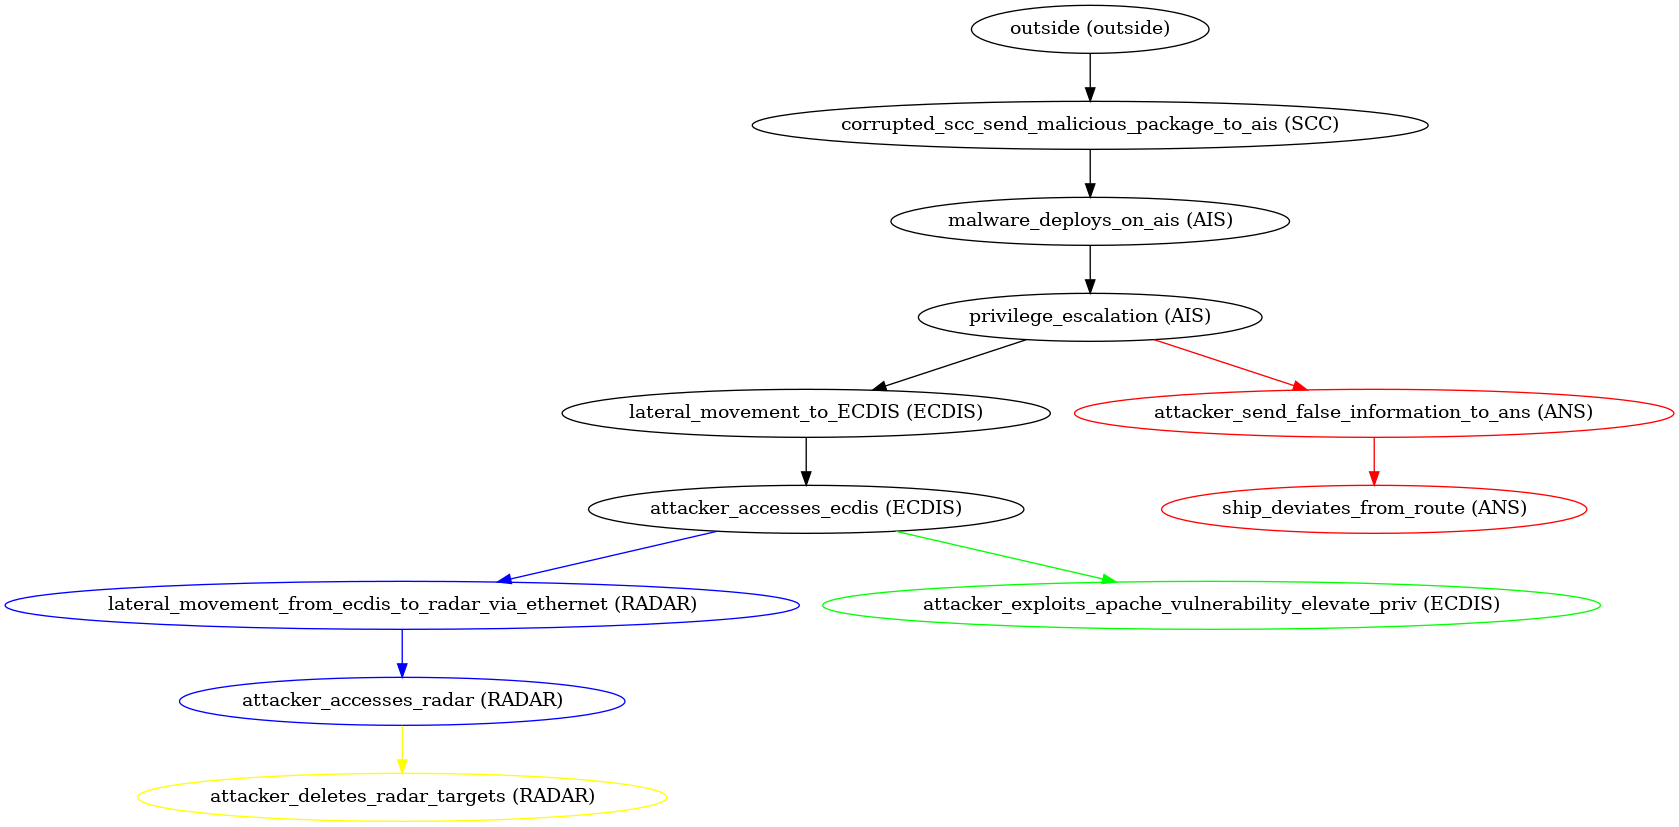 outside (outside)
corrupted_scc_send_malicious_package_to_ais (SCC)
malware_deploys_on_ais (AIS)
privilege_escalation (AIS)
lateral_movement_to_ECDIS (ECDIS)
attacker_send_false_information_to_ans (ANS)
attacker_accesses_ecdis (ECDIS)
ship_deviates_from_route (ANS)
lateral_movement_from_ecdis_to_radar_via_ethernet (RADAR)
attacker_exploits_apache_vulnerability_elevate_priv (ECDIS)
attacker_accesses_radar (RADAR)
attacker_deletes_radar_targets (RADAR)